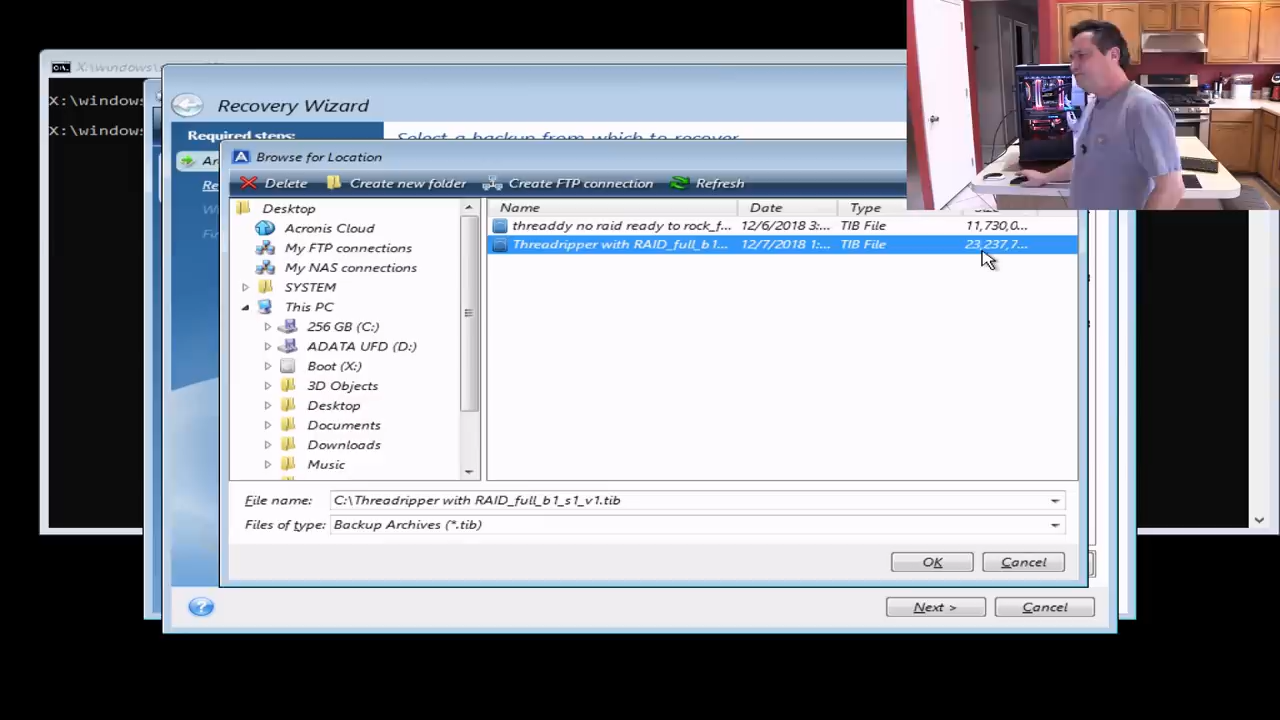 X:\windows\s
X:\windows
X:\windows
Recovery Wizard
Required steps:
Select a backup from which to recover
Ar
Re
Browse for Location
Delete Create new folder Create FTP connection Refresh
Desktop
Acronis Cloud
My FTP connections
My NAS connections
SYSTEM
This PC
256 GB (C:)
ADATA UFD (D:)
Boot (X:)
3D Objects
Desktop
Documents
Downloads
Music
Name Date Type Size
threaddy no raid ready to rock_f... 12/6/2018 3:... TIB File 11,730,0...
Threadripper with RAID_full_b1... 12/7/2018 1:... TIB File 23,237,7...
File name: C:\Threadripper with RAID_full_b1_s1_v1.tib
Files of type: Backup Archives (*.tib)
OK Cancel
? Next > Cancel